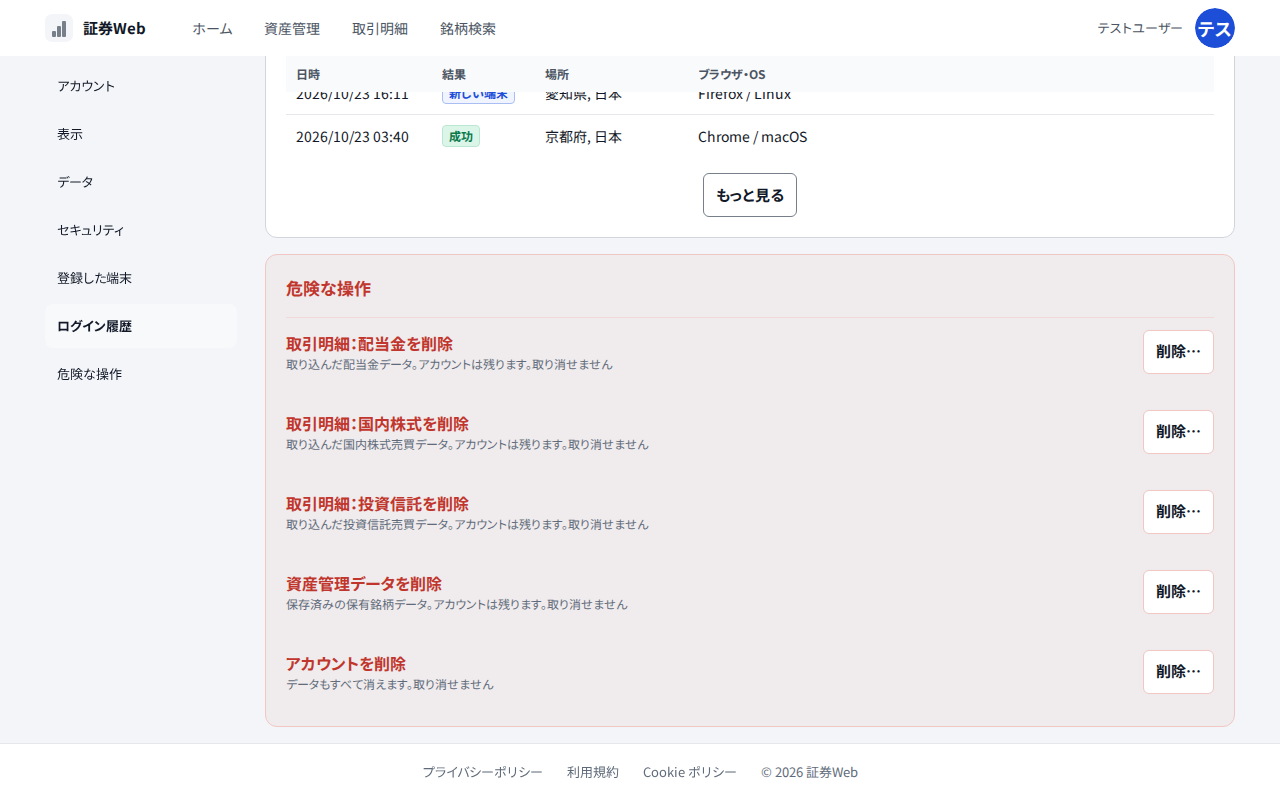 証券Web
ホーム
資産管理
取引明細
銘柄検索
テストユーザー
テス
アカウント
表示
データ
セキュリティ
登録した端末
ログイン履歴
危険な操作
日時 結果 場所 ブラウザ・OS
2026/10/23 16:11 新しい端末 愛知県, 日本 Firefox / Linux
2026/10/23 03:40 成功 京都府, 日本 Chrome / macOS
もっと見る
危険な操作
取引明細：配当金を削除
取り込んだ配当金データ。アカウントは残ります。取り消せません
削除…
取引明細：国内株式を削除
取り込んだ国内株式売買データ。アカウントは残ります。取り消せません
削除…
取引明細：投資信託を削除
取り込んだ投資信託売買データ。アカウントは残ります。取り消せません
削除…
資産管理データを削除
保存済みの保有銘柄データ。アカウントは残ります。取り消せません
削除…
アカウントを削除
データもすべて消えます。取り消せません
削除…
プライバシーポリシー
利用規約
Cookie ポリシー
© 2026 証券Web